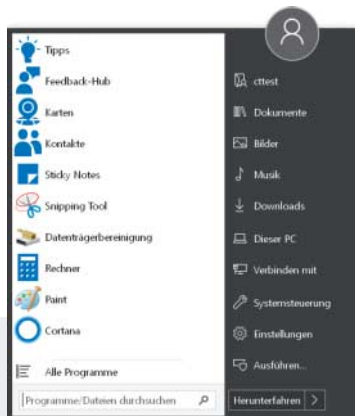 Tipps
Feedback-Hub
Karten
Kontakte
Sticky Notes
Snipping Tool
Datenträgerbereinigung
Rechner
Paint
Cortana
Alle Programme
Programme/Dateien durchsuchen
cttest
Dokumente
Bilder
Musik
Downloads
Dieser PC
Verbinden mit
Systemsteuerung
Einstellungen
Ausführen...
Herunterfahren